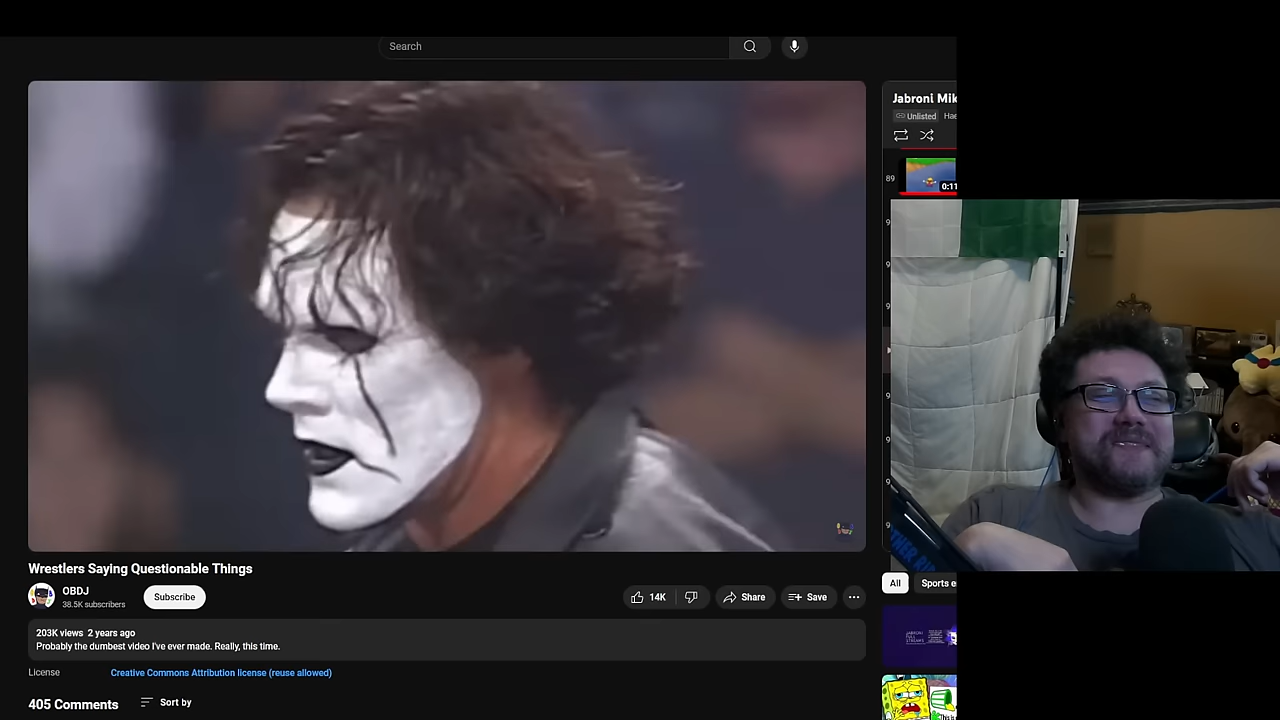 Search
Jabroni Mik
Unlisted
Hae
89
0:11
Wrestlers Saying Questionable Things
OBDJ
38.5K subscribers
Subscribe
14K
Share
Save
203K views 2 years ago
Probably the dumbest video I've ever made. Really, this time.
License
Creative Commons Attribution license (reuse allowed)
405 Comments
Sort by
All
Sports e